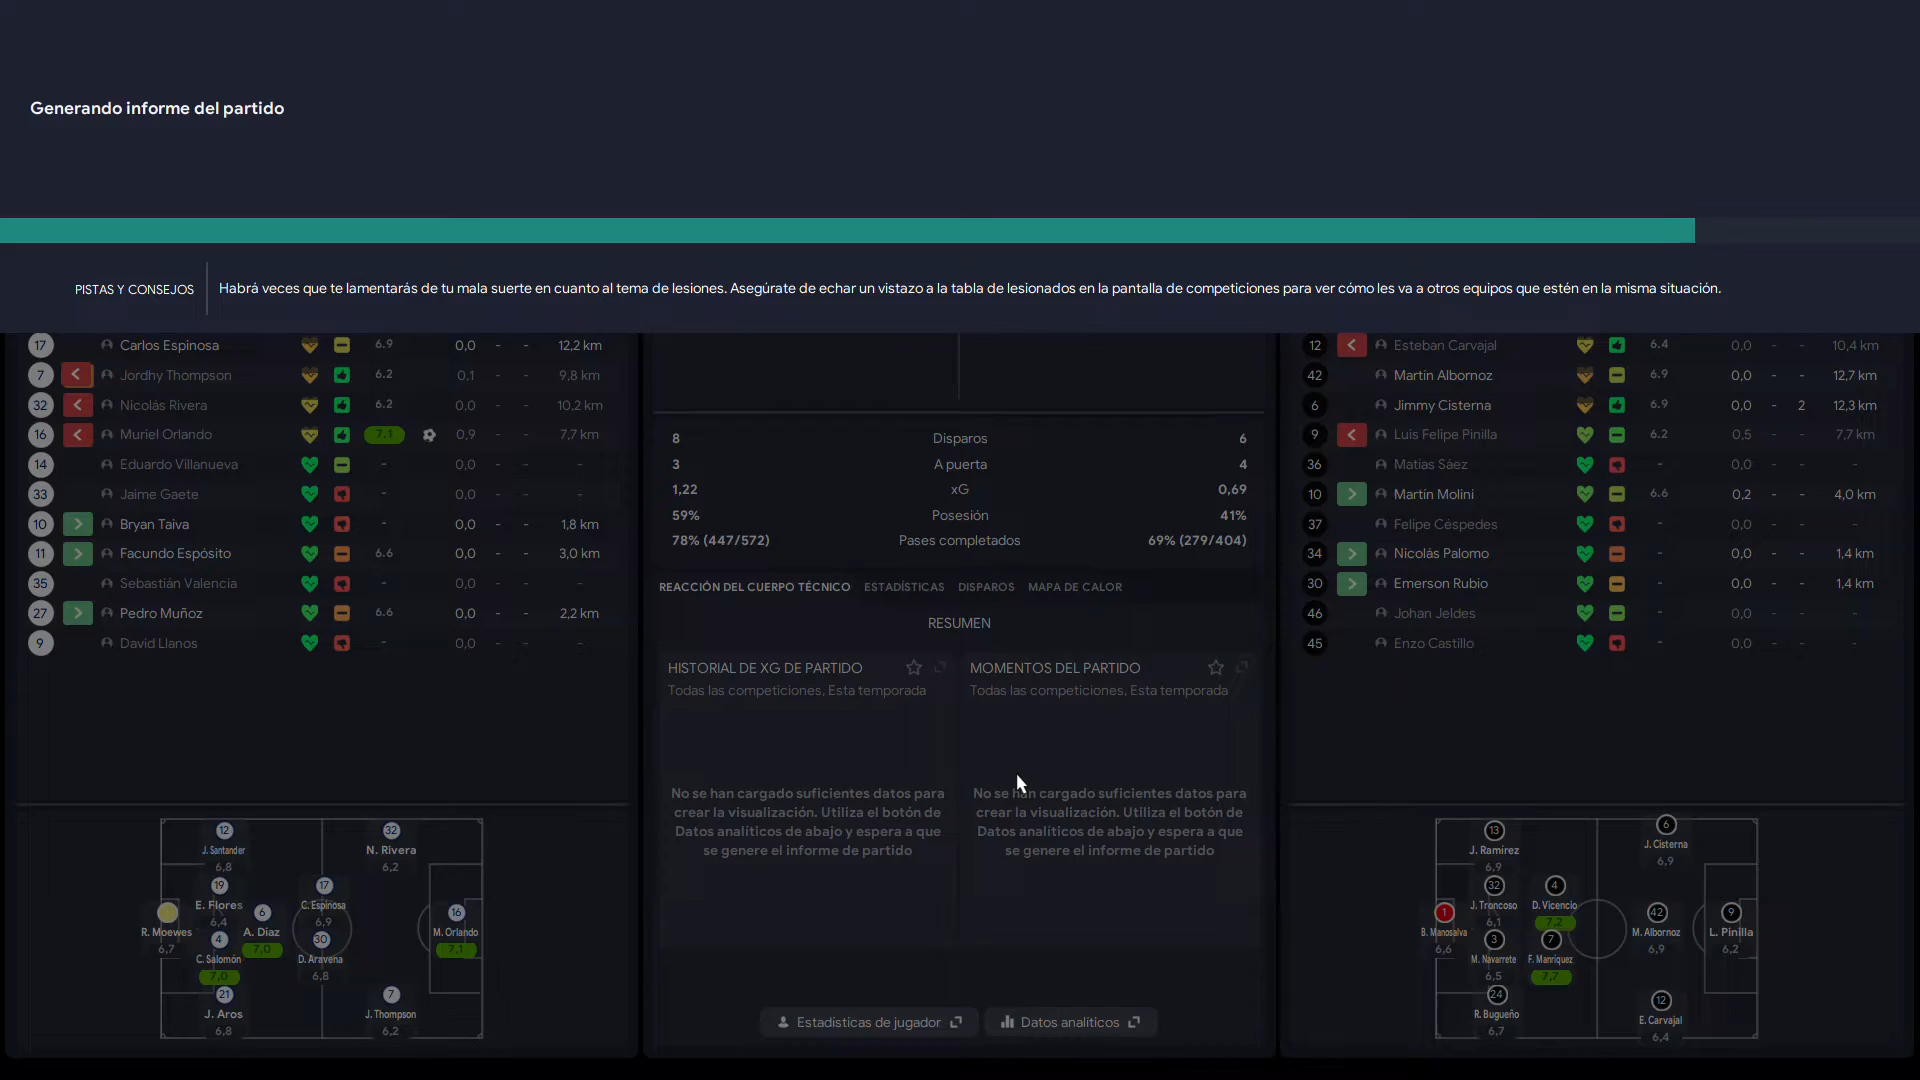 Generando informe del partido
PISTAS Y CONSEJOS
Habrá veces que te lamentarás de tu mala suerte en cuanto al tema de lesiones. Asegúrate de echar un vistazo a la tabla de lesionados en la pantalla de competiciones para ver cómo les va a otros equipos que estén en la misma situación.
17 Carlos Espinosa 6.9 0,0 - - 12,2 km
7 Jordhy Thompson 6.2 0,1 - - 9,8 km
32 Nicolás Rivera 6.2 0,0 - - 10,2 km
16 Muriel Orlando 7.1 0,9 - - 7,7 km
14 Eduardo Villanueva - 0,0 - - -
33 Jaime Gaete - 0,0 - - -
10 Bryan Taiva - 0,0 - - 1,8 km
11 Facundo Espósito 6.6 0,0 - - 3,0 km
35 Sebastián Valencia - 0,0 - - -
27 Pedro Muñoz 6.6 0,0 - - 2,2 km
9 David Llanos - 0,0 - - -
8 Disparos 6
3 A puerta 4
1,22 xG 0,69
59% Posesión 41%
78% (447/572) Pases completados 69% (279/404)
REACCIÓN DEL CUERPO TÉCNICO ESTADÍSTICAS DISPAROS MAPA DE CALOR
RESUMEN
HISTORIAL DE XG DE PARTIDO
Todas las competiciones, Esta temporada
No se han cargado suficientes datos para
crear la visualización. Utiliza el botón de
Datos analíticos de abajo y espera a que
se genere el informe de partido
MOMENTOS DEL PARTIDO
Todas las competiciones, Esta temporada
No se han cargado suficientes datos para
crear la visualización. Utiliza el botón de
Datos analíticos de abajo y espera a que
se genere el informe de partido
Estadísticas de jugador
Datos analíticos
12 Esteban Carvajal 6.4 0,0 - - 10,4 km
42 Martín Albornoz 6.9 0,0 - - 12,7 km
6 Jimmy Cisterna 6.9 0,0 - 2 12,3 km
9 Luis Felipe Pinilla 6.2 0,5 - - 7,7 km
36 Matías Sáez - 0,0 - - -
10 Martín Molini 6.6 0,2 - - 4,0 km
37 Felipe Céspedes - 0,0 - - -
34 Nicolás Palomo - 0,0 - - 1,4 km
30 Emerson Rubio - 0,0 - - 1,4 km
46 Johan Jeldes - 0,0 - - -
45 Enzo Castillo - 0,0 - - -
12
J. Santander
6,8
32
N. Rivera
6,2
19
E. Flores
6,4
17
C. Espinosa
6,9
R. Moewes
6,7
6
A. Díaz
7,0
16
M. Orlando
7,1
4
C. Salomón
7,0
30
D. Aravena
6,8
21
J. Aros
6,8
7
J. Thompson
6,2
13
J. Ramírez
6,9
6
J. Cisterna
6,9
32
J. Troncoso
6,1
4
D. Vicencio
7,2
1
B. Manosalva
6,6
42
M. Albornoz
6,9
9
L. Pinilla
6,2
3
M. Navarrete
6,5
7
F. Manríquez
7,7
24
R. Bugueño
6,7
12
E. Carvajal
6,4